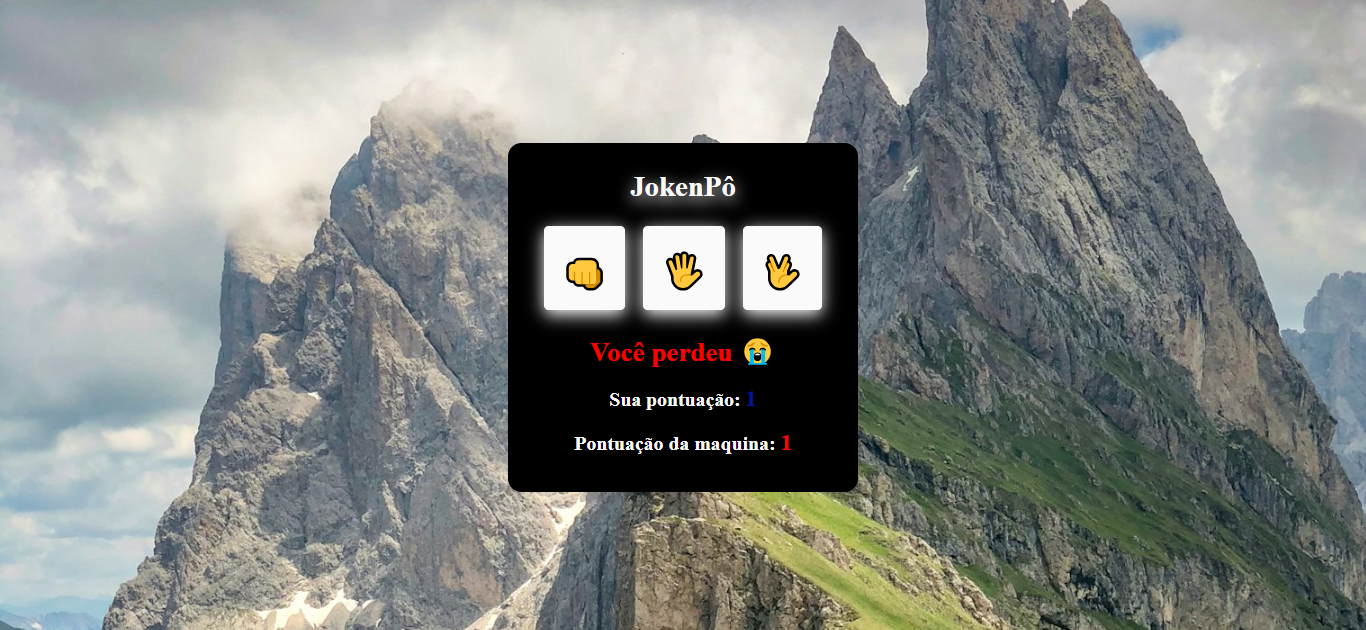 JokenPô
Você perdeu 😭
Sua pontuação: 1
Pontuação da maquina: 1